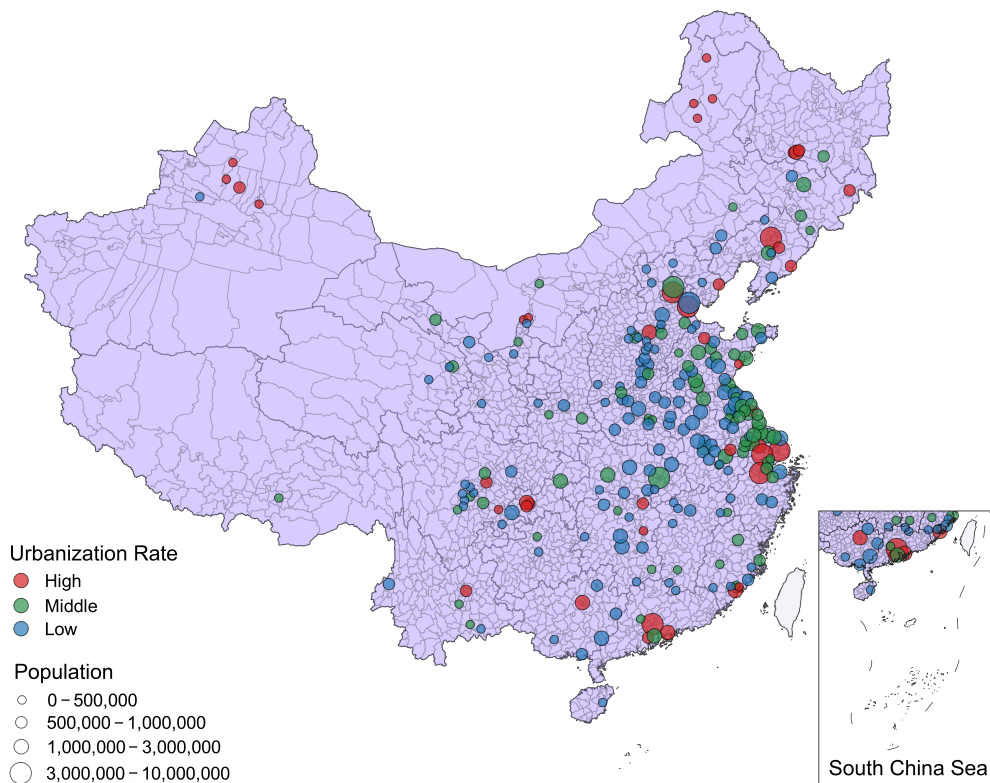 Urbanization Rate
High
Middle
Low
Population
0 – 500,000
500,000 – 1,000,000
1,000,000 – 3,000,000
3,000,000 – 10,000,000
South China Sea